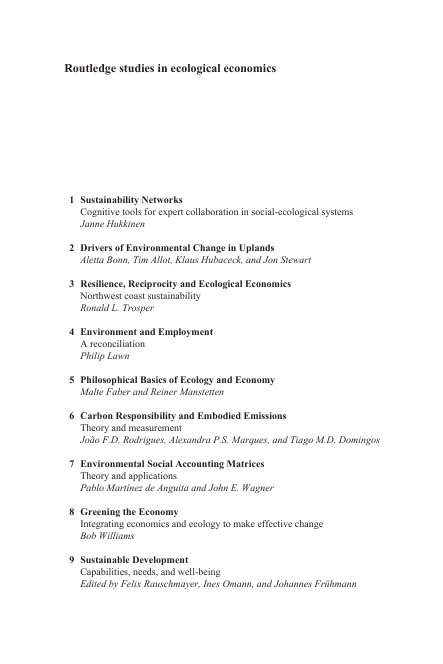 Routledge studies in ecological economics
1 Sustainability Networks
Cognitive tools for expert collaboration in social-ecological systems
Janne Hukkinen
2 Drivers of Environmental Change in Uplands
Aletta Bonn, Tim Allot, Klaus Hubaceck, and Jon Stewart
3 Resilience, Reciprocity and Ecological Economics
Northwest coast sustainability
Ronald L. Trosper
4 Environment and Employment
A reconciliation
Philip Lawn
5 Philosophical Basics of Ecology and Economy
Malte Faber and Reiner Manstetten
6 Carbon Responsibility and Embodied Emissions
Theory and measurement
João F.D. Rodrigues, Alexandra P.S. Marques, and Tiago M.D. Domingos
7 Environmental Social Accounting Matrices
Theory and applications
Pablo Martínez de Anguita and John E. Wagner
8 Greening the Economy
Integrating economics and ecology to make effective change
Bob Williams
9 Sustainable Development
Capabilities, needs, and well-being
Edited by Felix Rauschmayer, Ines Omann, and Johannes Frühmann